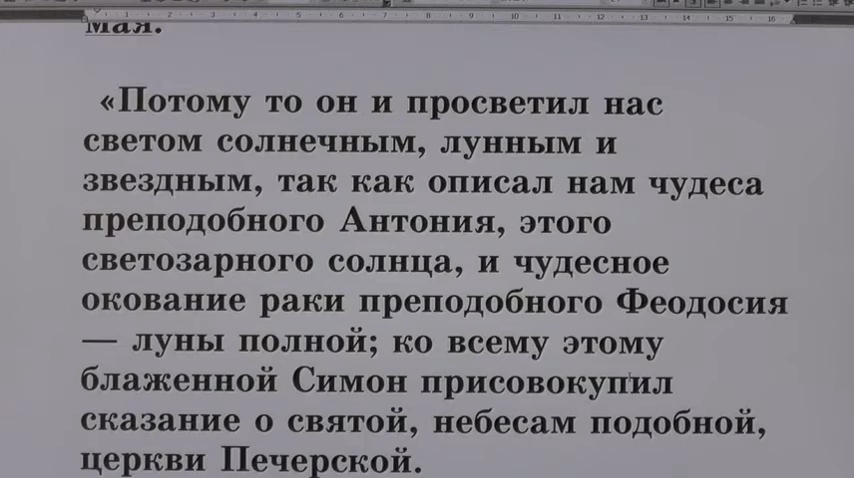 Мая.
«Потому то он и просветил нас
светом солнечным, лунным и
звездным, так как описал нам чудеса
преподобного Антония, этого
светозарного солнца, и чудесное
окование раки преподобного Феодосия
— луны полной; ко всему этому
блаженной Симон присовокупил
сказание о святой, небесам подобной,
церкви Печерской.